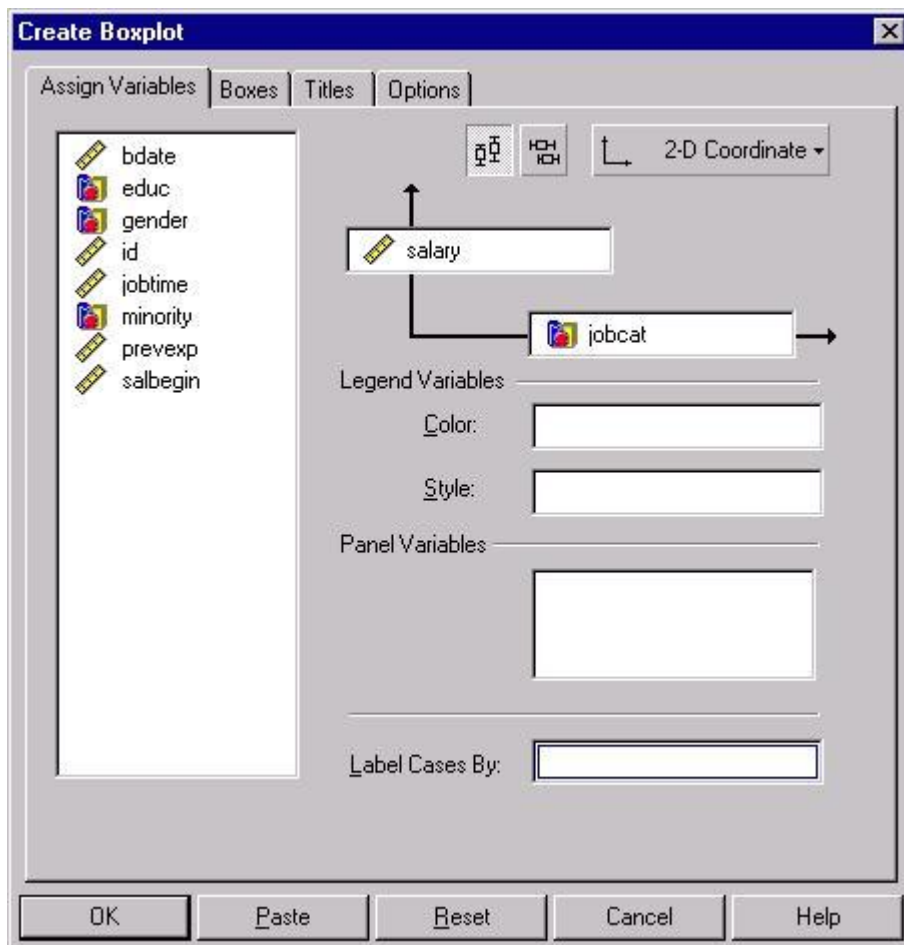 Create Boxplot
Assign Variables
Boxes
Titles
Options
bdate
educ
gender
id
jobtime
minority
prevexp
salbegin
2-D Coordinate
salary
jobcat
Legend Variables
Color:
Style:
Panel Variables
Label Cases By:
OK
Paste
Reset
Cancel
Help